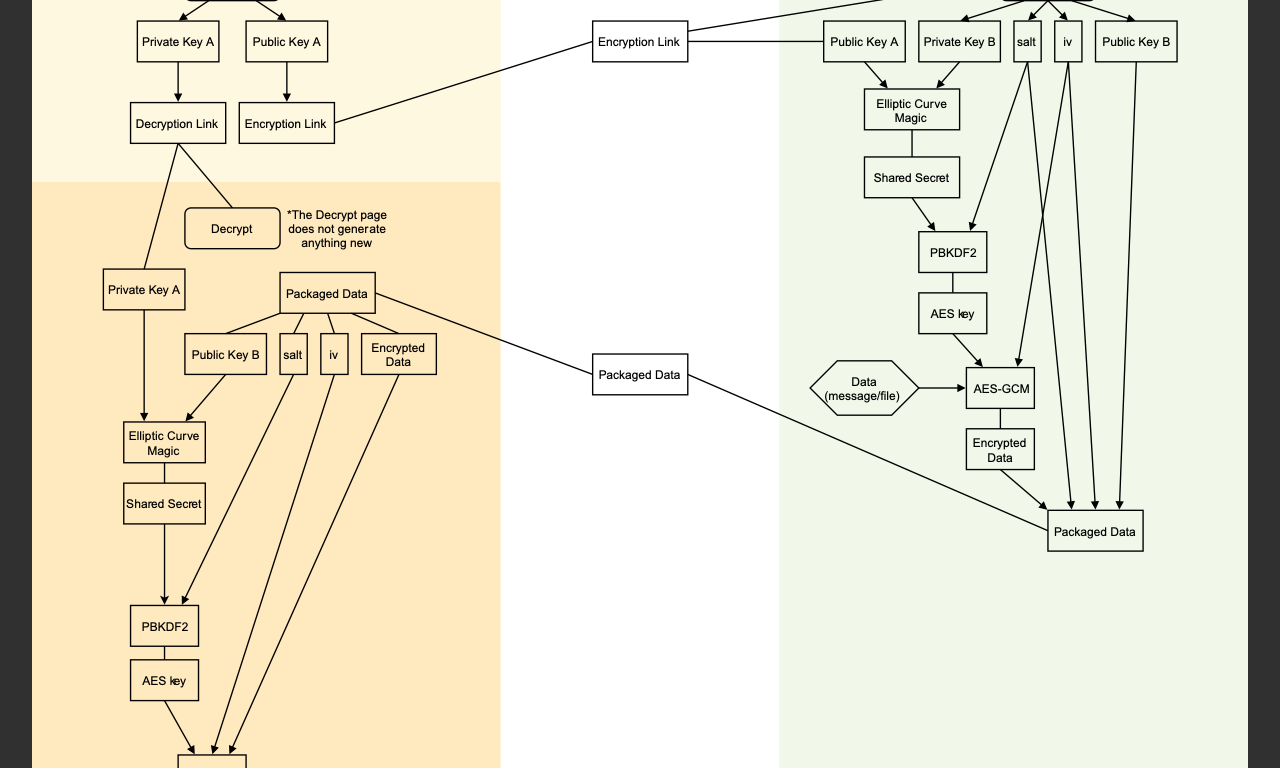 Private Key A
Public Key A
Decryption Link
Encryption Link
Decrypt
*The Decrypt page
does not generate
anything new
Private Key A
Packaged Data
Public Key B
salt
iv
Encrypted
Data
Elliptic Curve
Magic
Shared Secret
PBKDF2
AES key
Encryption Link
Packaged Data
Public Key A
Private Key B
salt
iv
Public Key B
Elliptic Curve
Magic
Shared Secret
PBKDF2
AES key
Data
(message/file)
AES-GCM
Encrypted
Data
Packaged Data